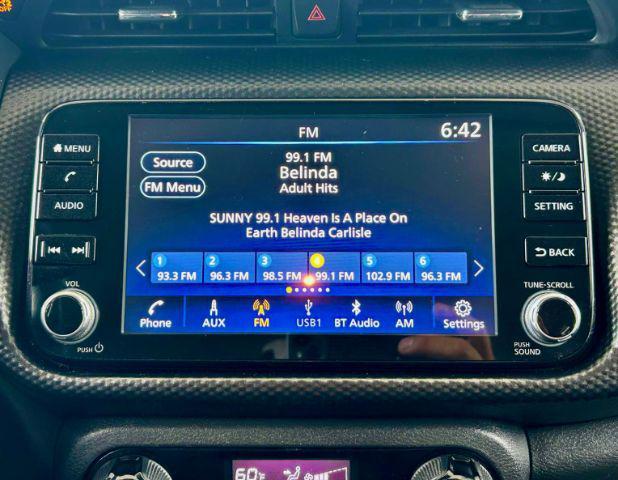 FM
6:42
MENU
AUDIO
VOL
PUSH
Source
FM Menu
99.1 FM
Belinda
Adult Hits
SUNNY 99.1 Heaven Is A Place On
Earth Belinda Carlisle
1 2 3 4 5 6
93.3 FM 96.3 FM 98.5 FM 99.1 FM 102.9 FM 96.3 FM
Phone AUX FM USB1 BT Audio AM Settings
CAMERA
SETTING
BACK
TUNE·SCROLL
PUSH
SOUND
60°F